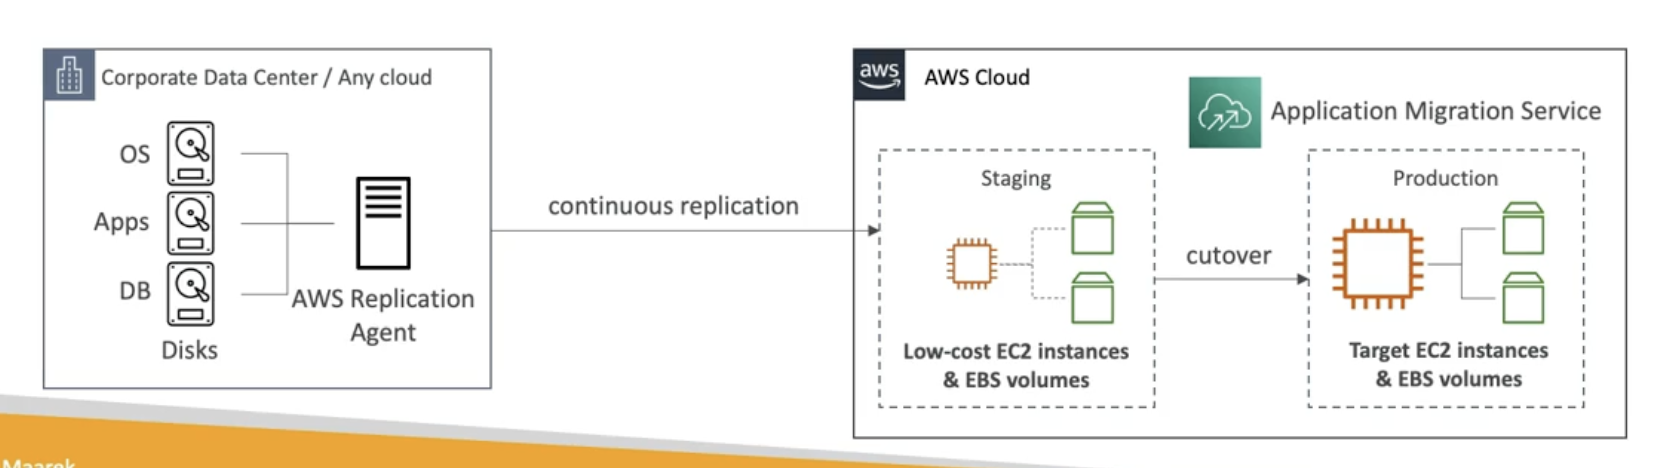 Corporate Data Center / Any cloud
OS
Apps
DB
Disks
AWS Replication
Agent
continuous replication
aws
AWS Cloud
Application Migration Service
Staging
Low-cost EC2 instances
& EBS volumes
cutover
Production
Target EC2 instances
& EBS volumes
Maarek